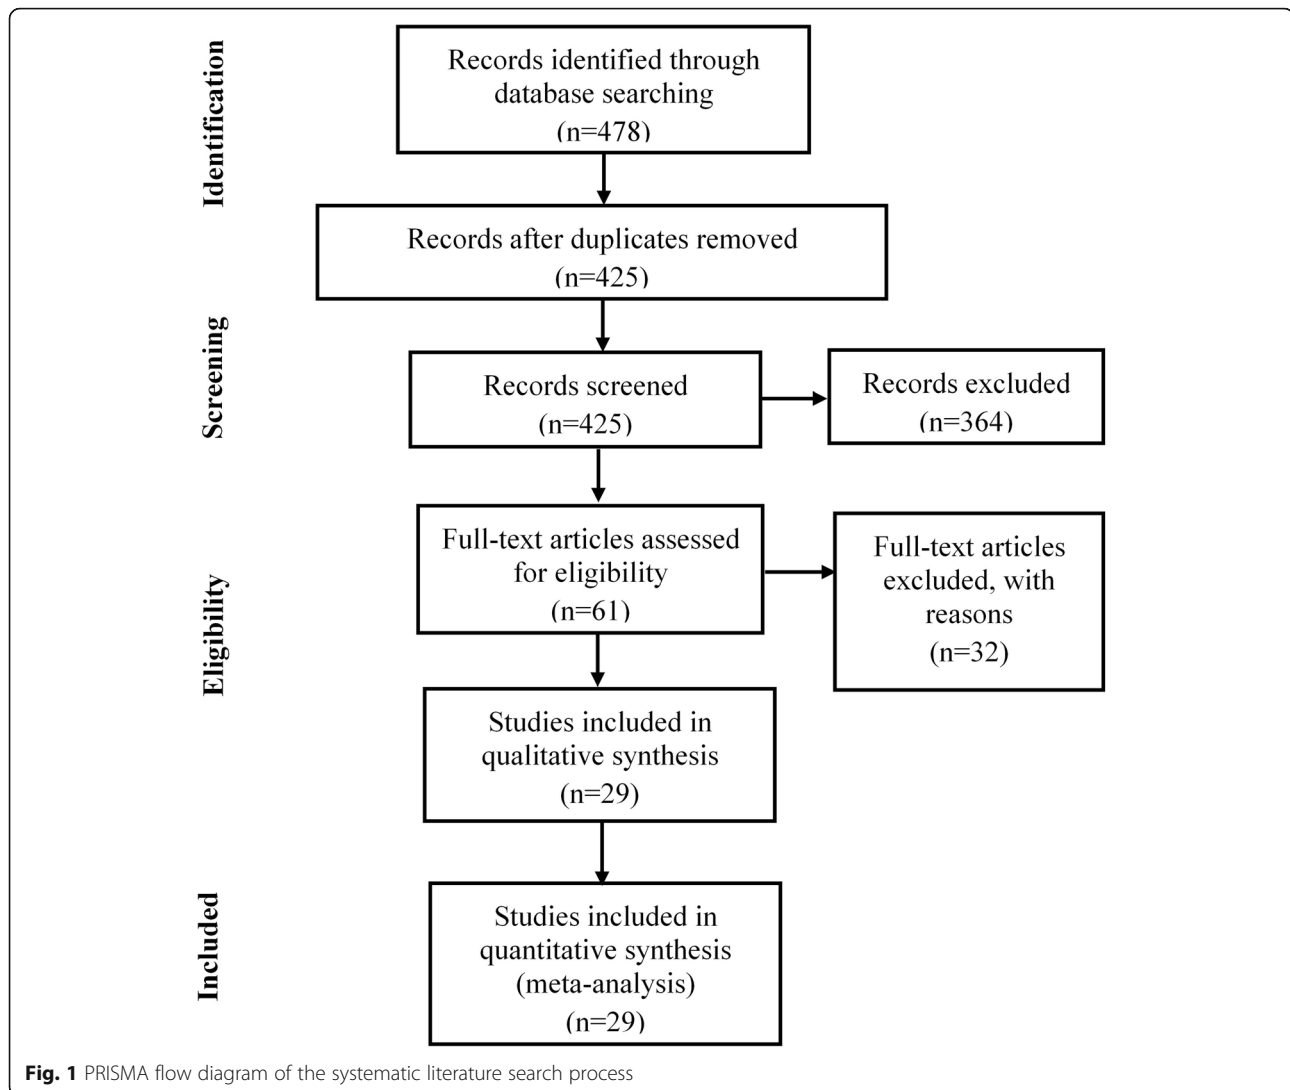 Identification
Records identified through
database searching
(n=478)
Records after duplicates removed
(n=425)
Screening
Records screened
(n=425)
Records excluded
(n=364)
Eligibility
Full-text articles assessed
for eligibility
(n=61)
Full-text articles
excluded, with
reasons
(n=32)
Studies included in
qualitative synthesis
(n=29)
Included
Studies included in
quantitative synthesis
(meta-analysis)
(n=29)
Fig. 1 PRISMA flow diagram of the systematic literature search process